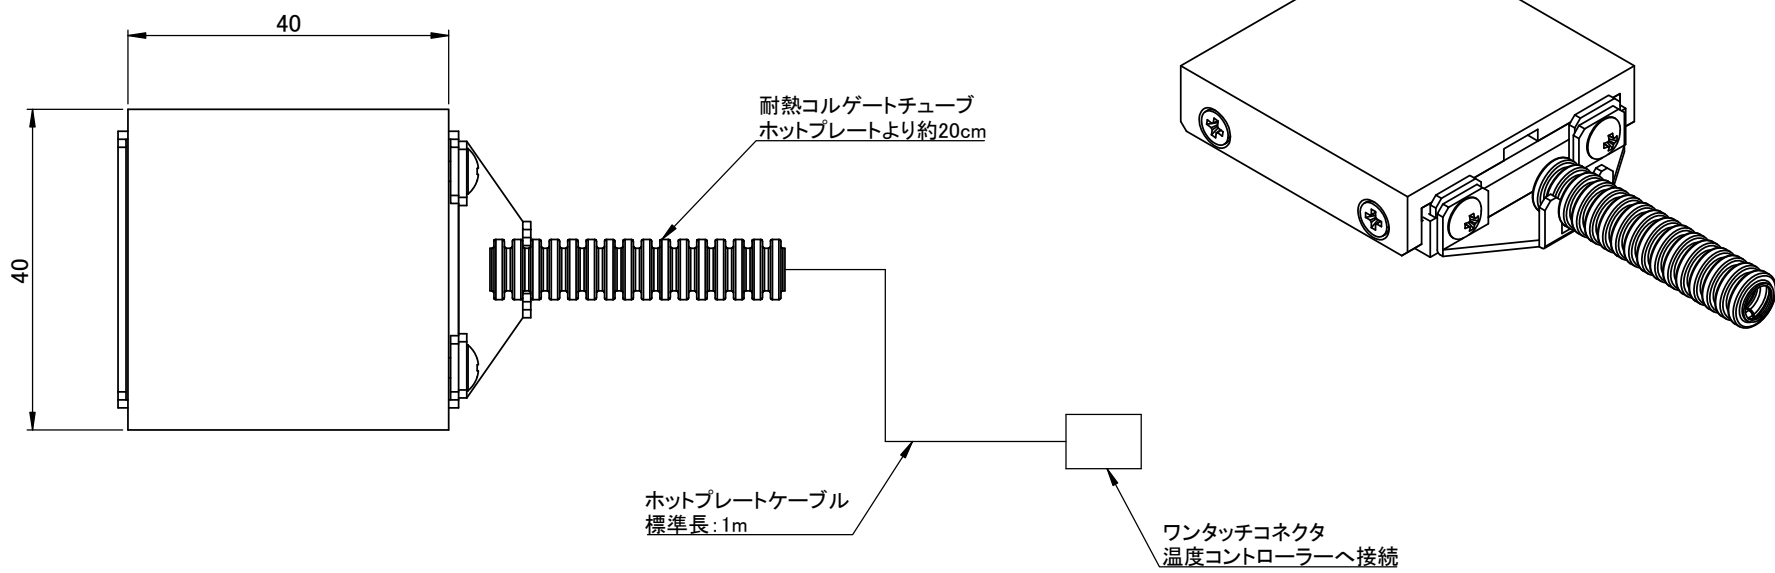 40
40
耐熱コルゲートチューブ
ホットプレートより約20cm
ホットプレートケーブル
標準長:1m
ワンタッチコネクタ
温度コントローラーへ接続